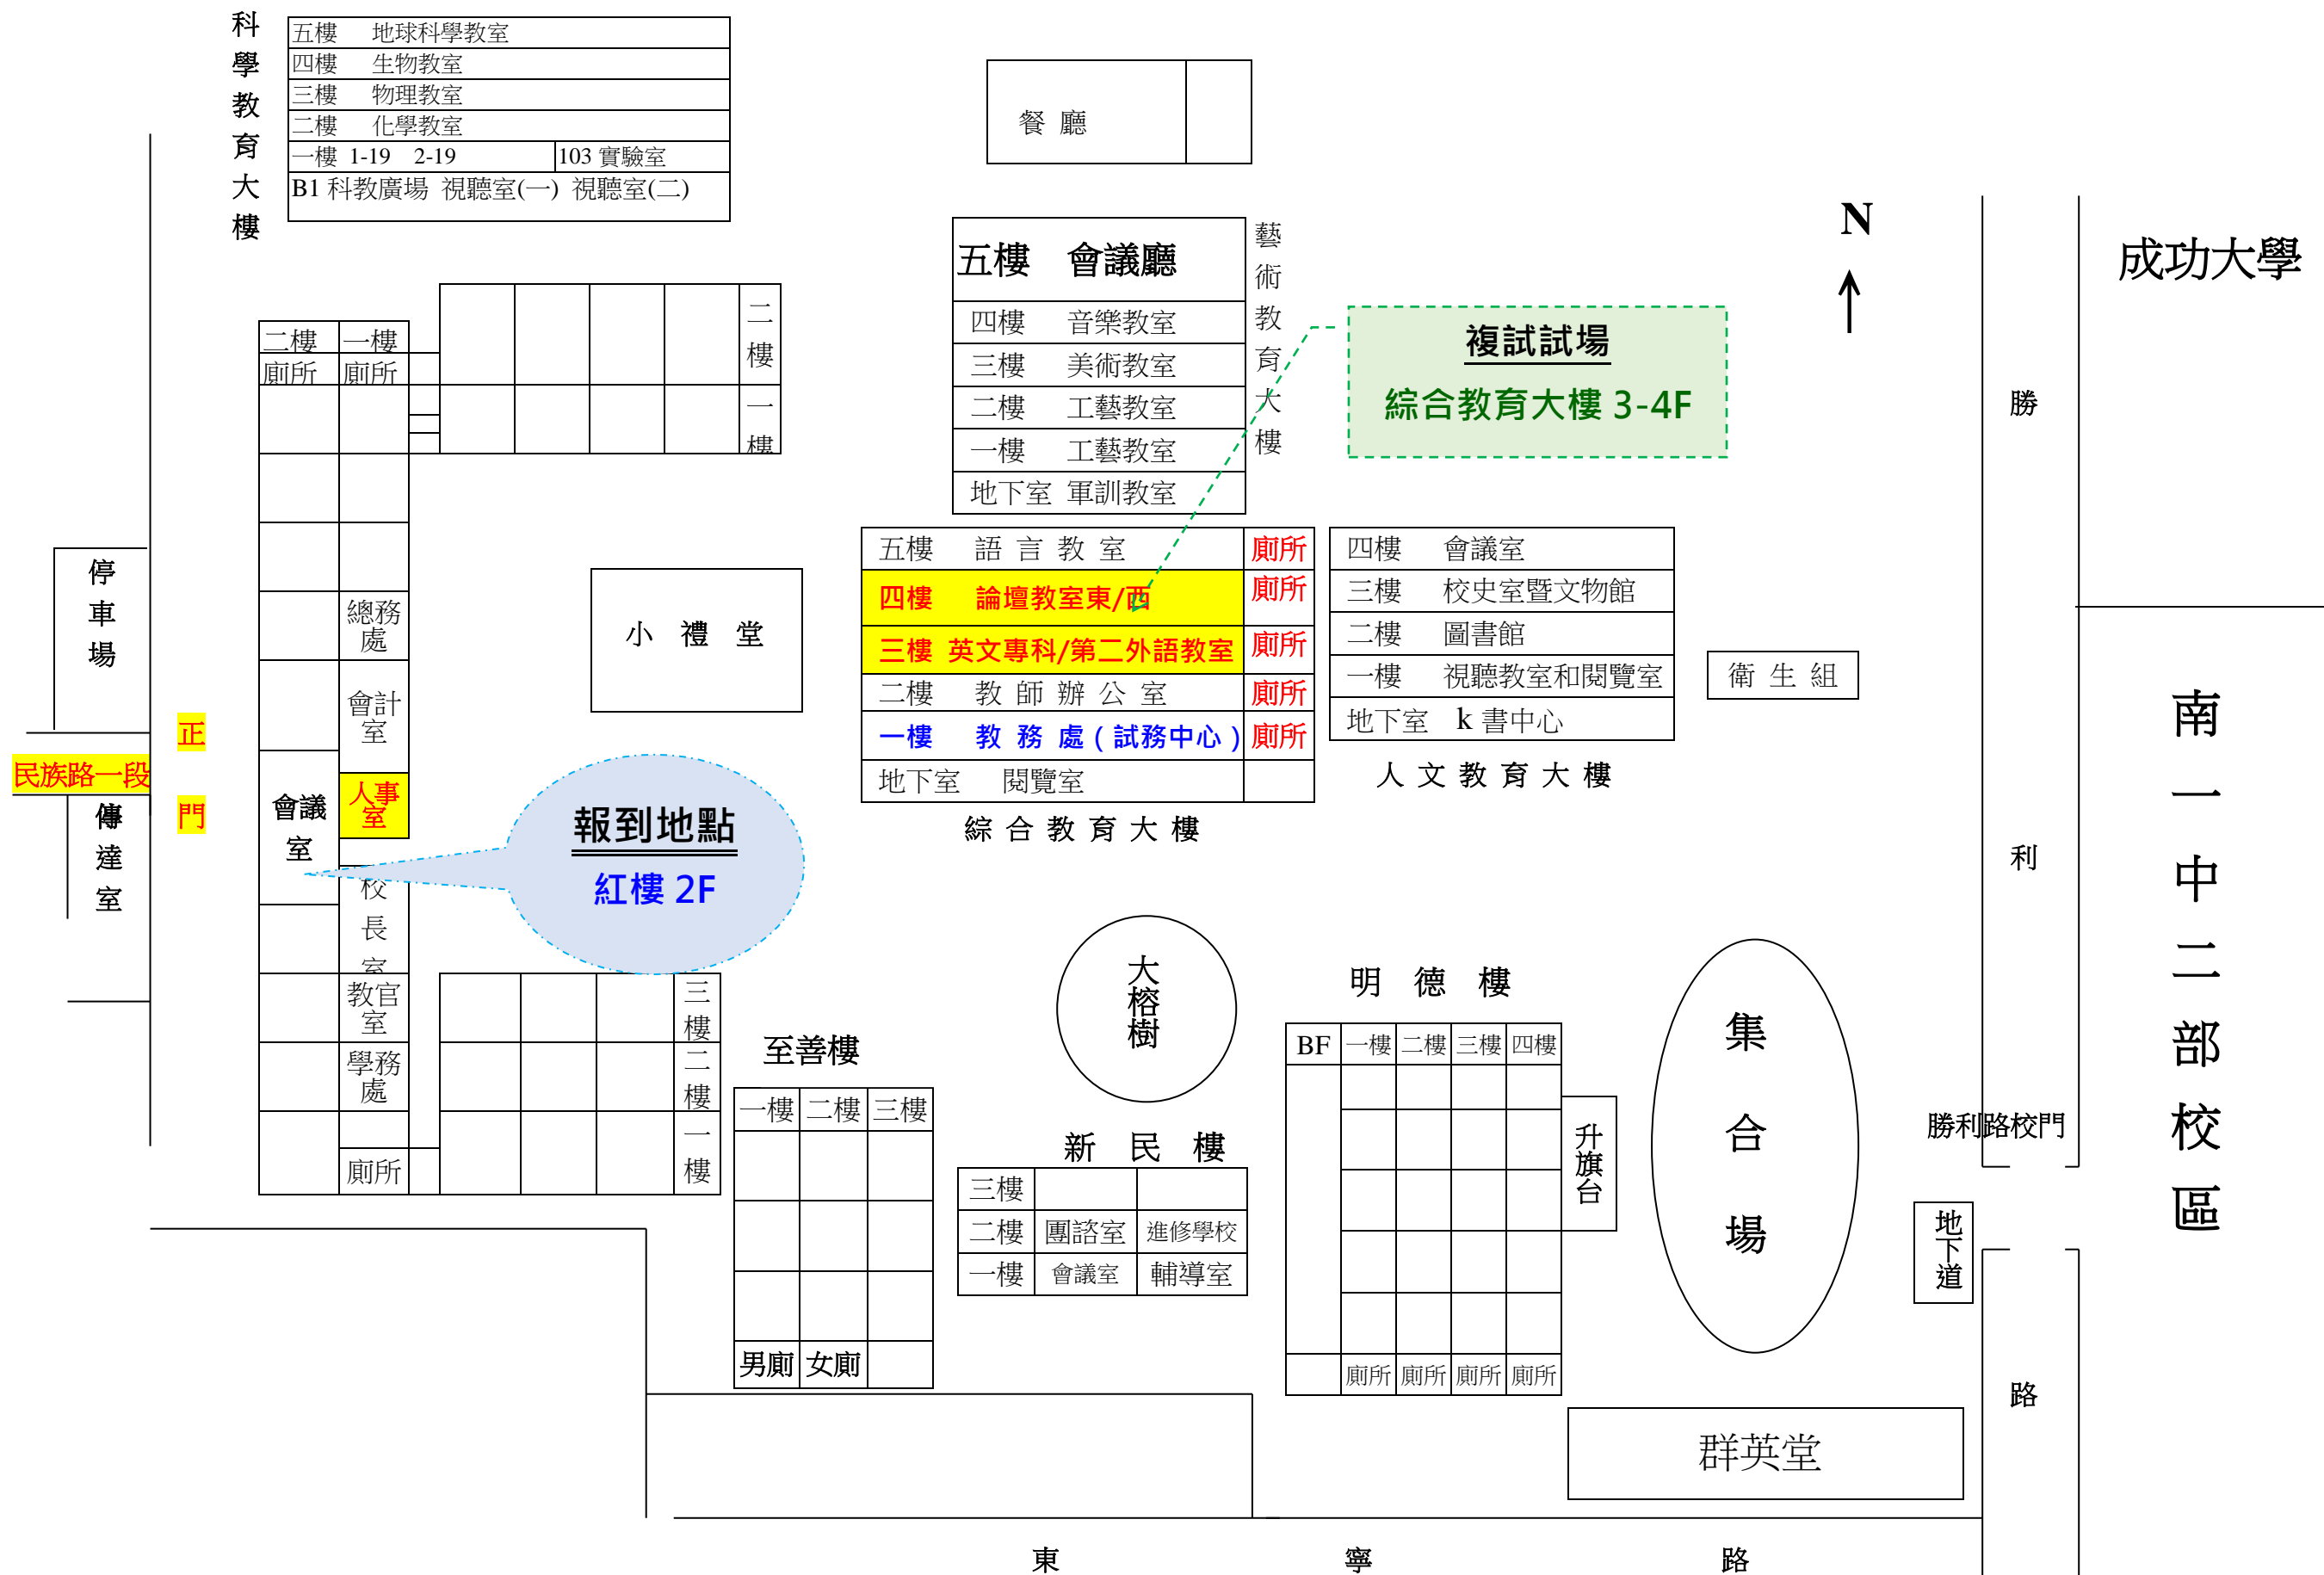 科學教育大樓
五樓 地球科學教室
四樓 生物教室
三樓 物理教室
二樓 化學教室
一樓 1-19 2-19 103 實驗室
B1 科教廣場 視聽室(一) 視聽室(二)
餐 廳
N
成功大學
五樓 會議廳
四樓 音樂教室
三樓 美術教室
二樓 工藝教室
一樓 工藝教室
地下室 軍訓教室
藝術教育大樓
複試試場
綜合教育大樓 3-4F
二樓
一樓
二樓 一樓
廁所 廁所
總務處
會計室
人事室
會議室
校長室
教官室
學務處
廁所
三樓
二樓
一樓
停車場
正門
民族路一段
傳達室
小 禮 堂
報到地點
紅樓 2F
五樓 語 言 教 室 廁所
四樓 論壇教室東/西 廁所
三樓 英文專科/第二外語教室 廁所
二樓 教 師 辦 公 室 廁所
一樓 教 務 處 ( 試務中心 ) 廁所
地下室 閱覽室
綜 合 教 育 大 樓
四樓 會議室
三樓 校史室暨文物館
二樓 圖書館
一樓 視聽教室和閱覽室
地下室 k 書中心
人 文 教 育 大 樓
衛 生 組
勝利路
南一中二部校區
大榕樹
至善樓
一樓 二樓 三樓
男廁 女廁
新 民 樓
三樓
二樓 團諮室 進修學校
一樓 會議室 輔導室
明 德 樓
BF 一樓 二樓 三樓 四樓
廁所 廁所 廁所 廁所
升旗台
集合場
勝利路校門
地下道
群英堂
東 寧 路